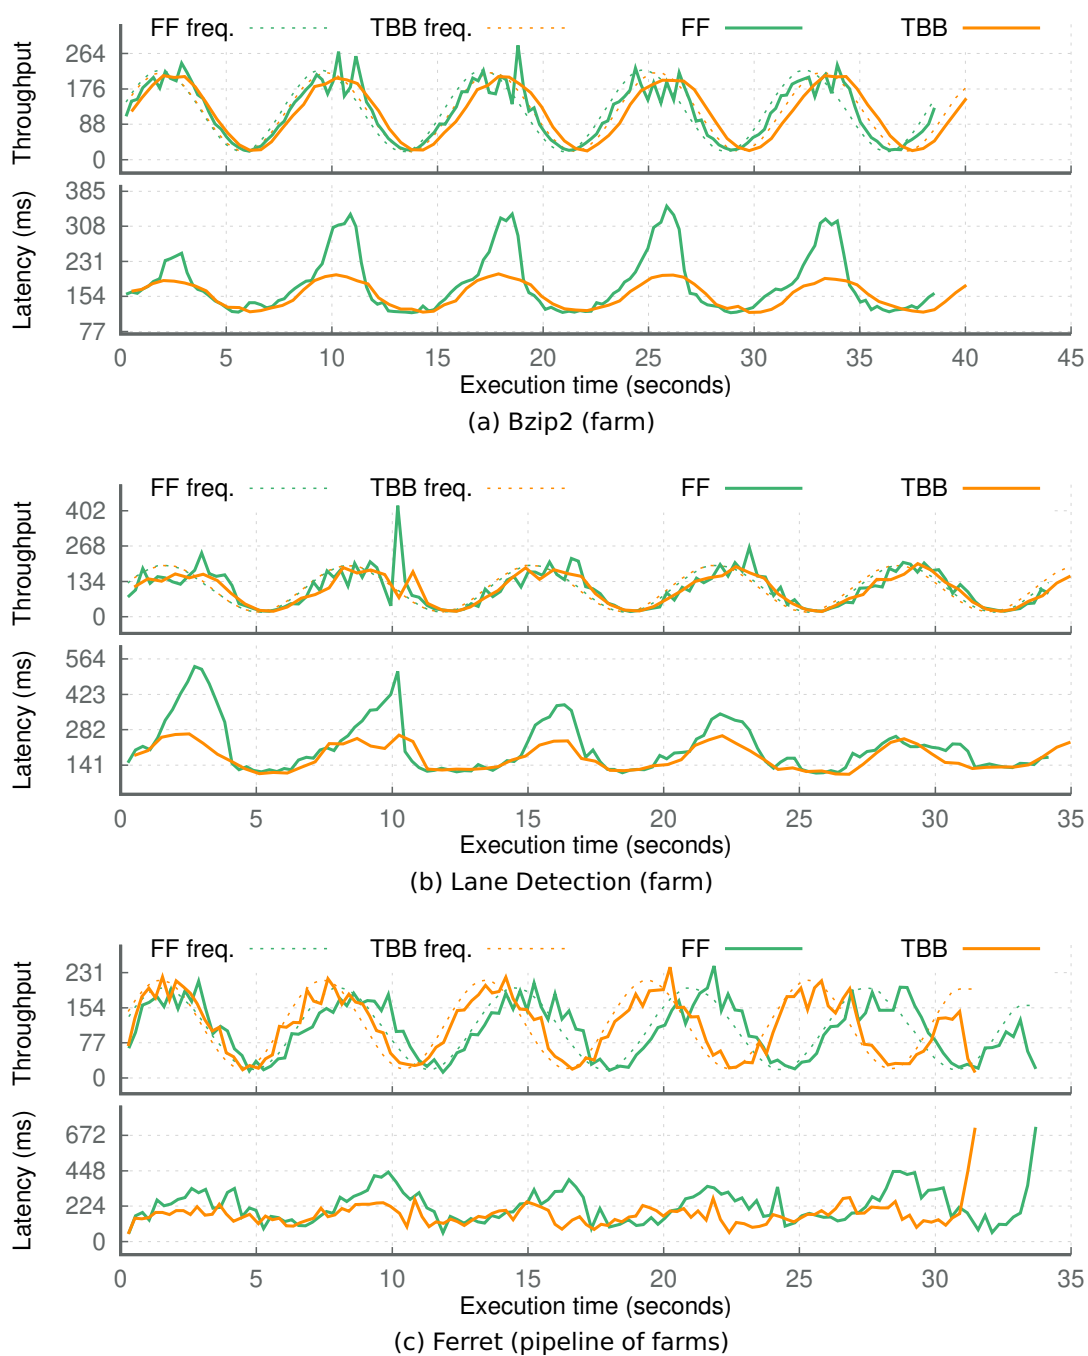 FF freq. TBB freq. FF TBB
Throughput
264
176
88
0
Latency (ms)
385
308
231
154
77
0 5 10 15 20 25 30 35 40 45
Execution time (seconds)
(a) Bzip2 (farm)
FF freq. TBB freq. FF TBB
Throughput
402
268
134
0
Latency (ms)
564
423
282
141
0 5 10 15 20 25 30 35
Execution time (seconds)
(b) Lane Detection (farm)
FF freq. TBB freq. FF TBB
Throughput
231
154
77
0
Latency (ms)
672
448
224
0
0 5 10 15 20 25 30 35
Execution time (seconds)
(c) Ferret (pipeline of farms)